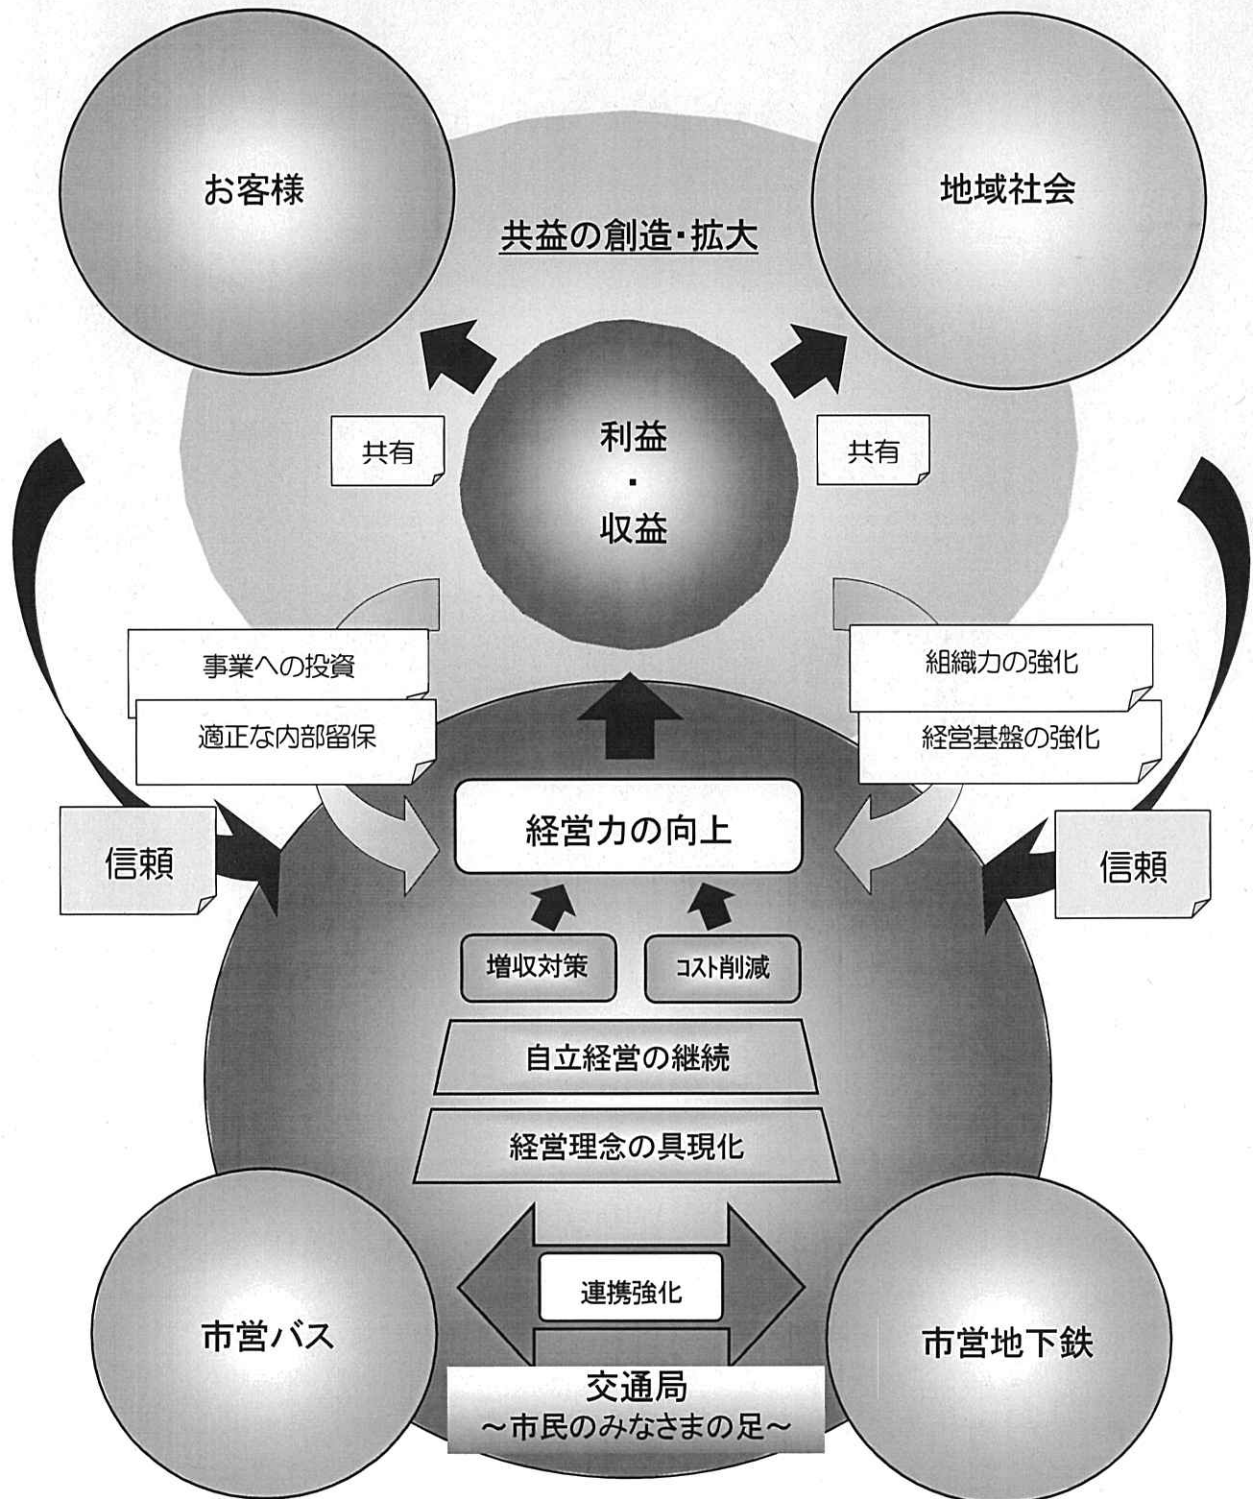 お客様
地域社会
共益の創造・拡大
利益
・
収益
共有
共有
事業への投資
適正な内部留保
組織力の強化
経営基盤の強化
信頼
信頼
経営力の向上
増収対策
コスト削減
自立経営の継続
経営理念の具現化
連携強化
市営バス
市営地下鉄
交通局
～市民のみなさまの足～